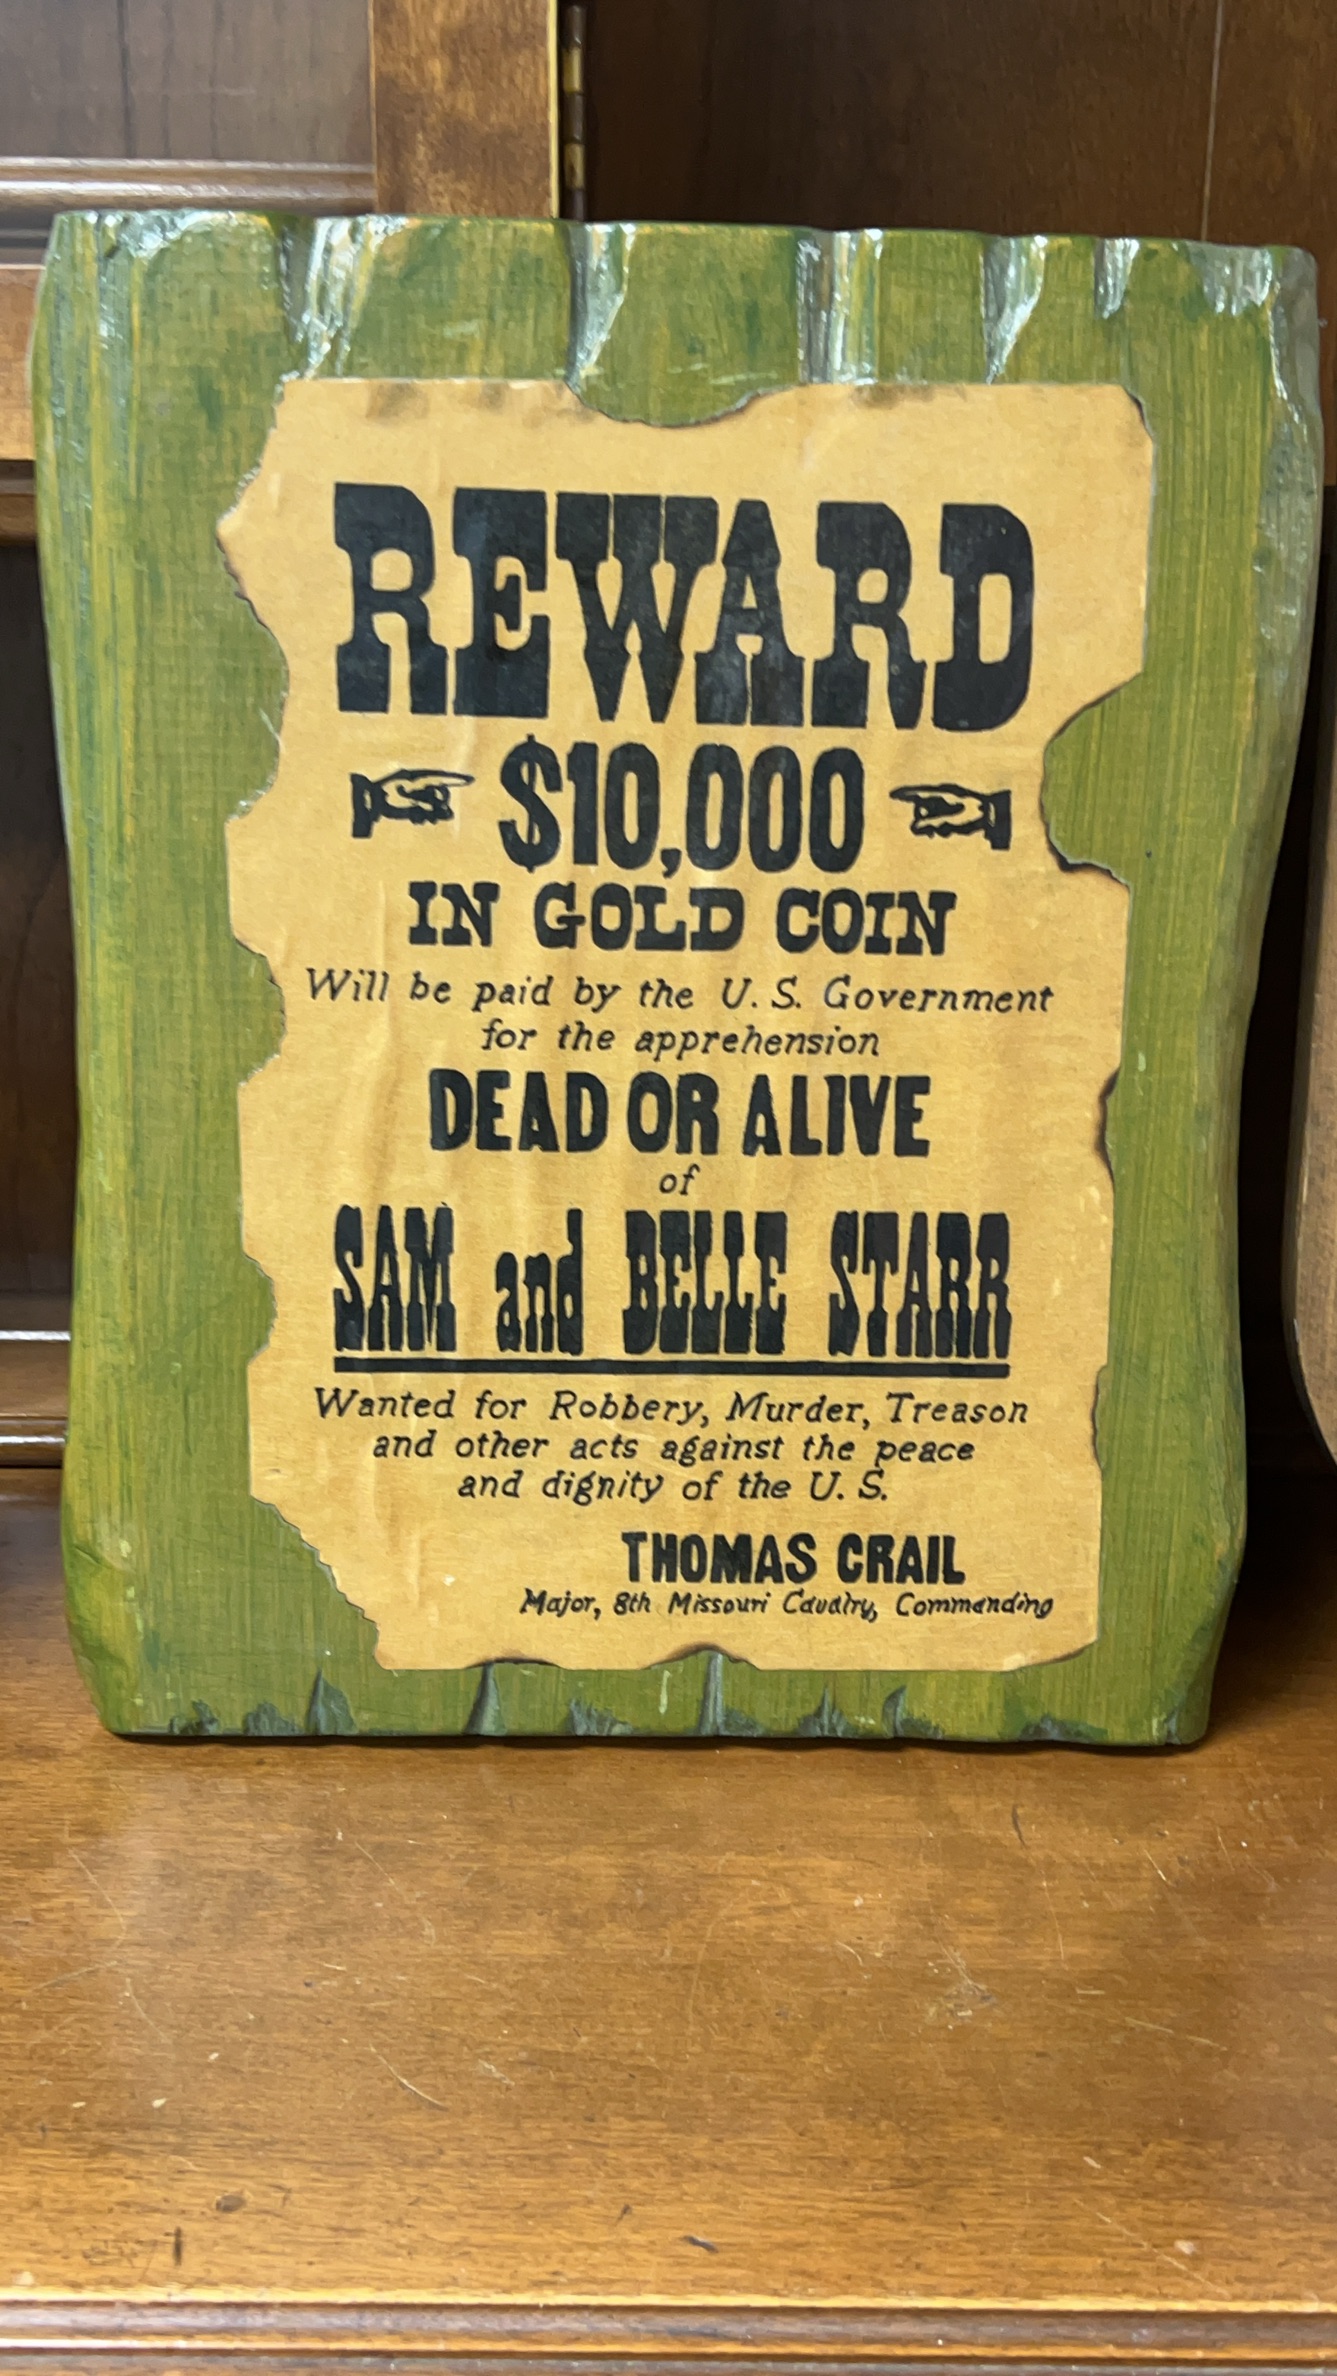 REWARD
$10,000
IN GOLD COIN
Will be paid by the U. S. Government
for the apprehension
DEAD OR ALIVE
of
SAM and BELLE STARR
Wanted for Robbery, Murder, Treason
and other acts against the peace
and dignity of the U. S.
THOMAS CRAIL
Major, 8th Missouri Cavalry, Commanding